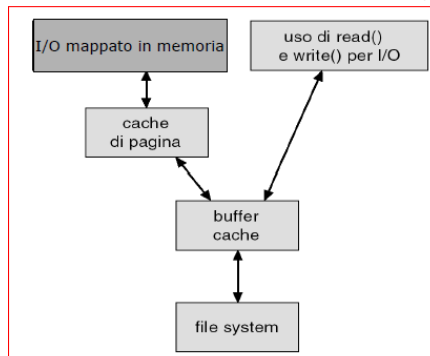 I/O mappato in memoria
uso di read()
e write() per I/O
cache
di pagina
buffer
cache
file system